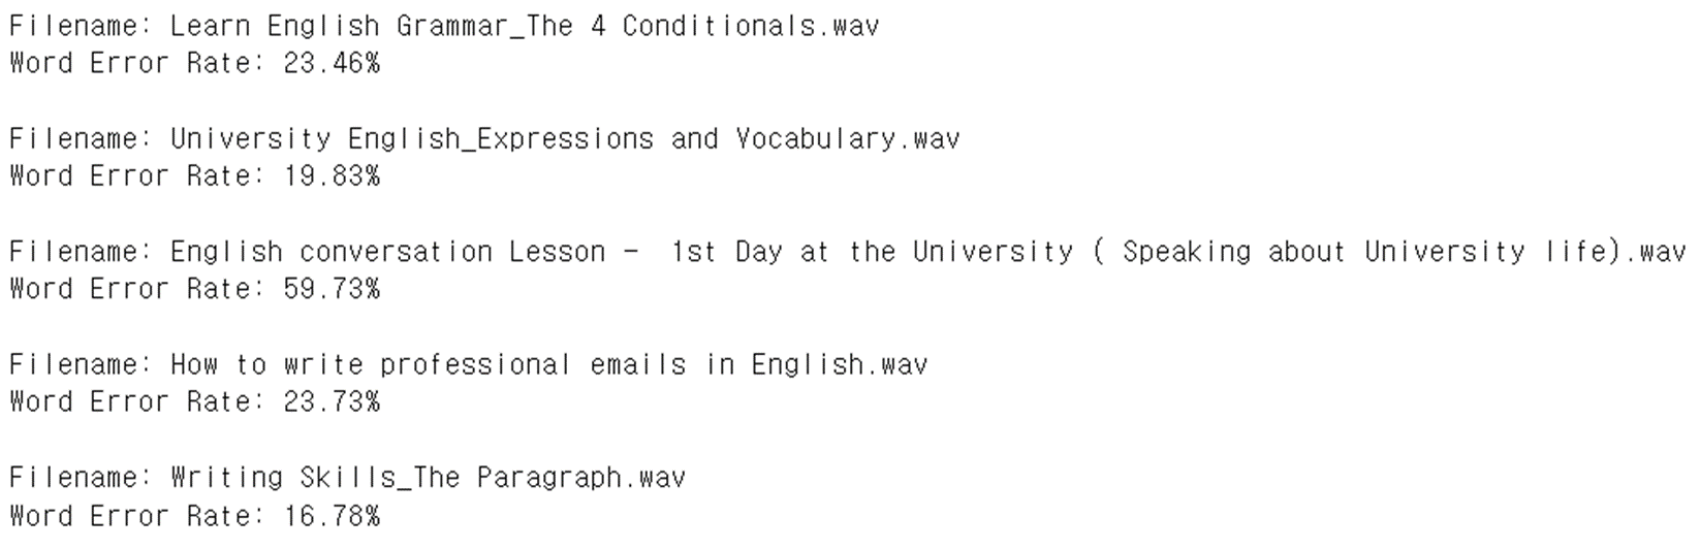 Filename: Learn English Grammar_The 4 Conditionals.wav
Word Error Rate: 23.46%
Filename: University English_Expressions and Vocabulary.wav
Word Error Rate: 19.83%
Filename: English conversation Lesson -  1st Day at the University ( Speaking about University life).wav
Word Error Rate: 59.73%
Filename: How to write professional emails in English.wav
Word Error Rate: 23.73%
Filename: Writing Skills_The Paragraph.wav
Word Error Rate: 16.78%